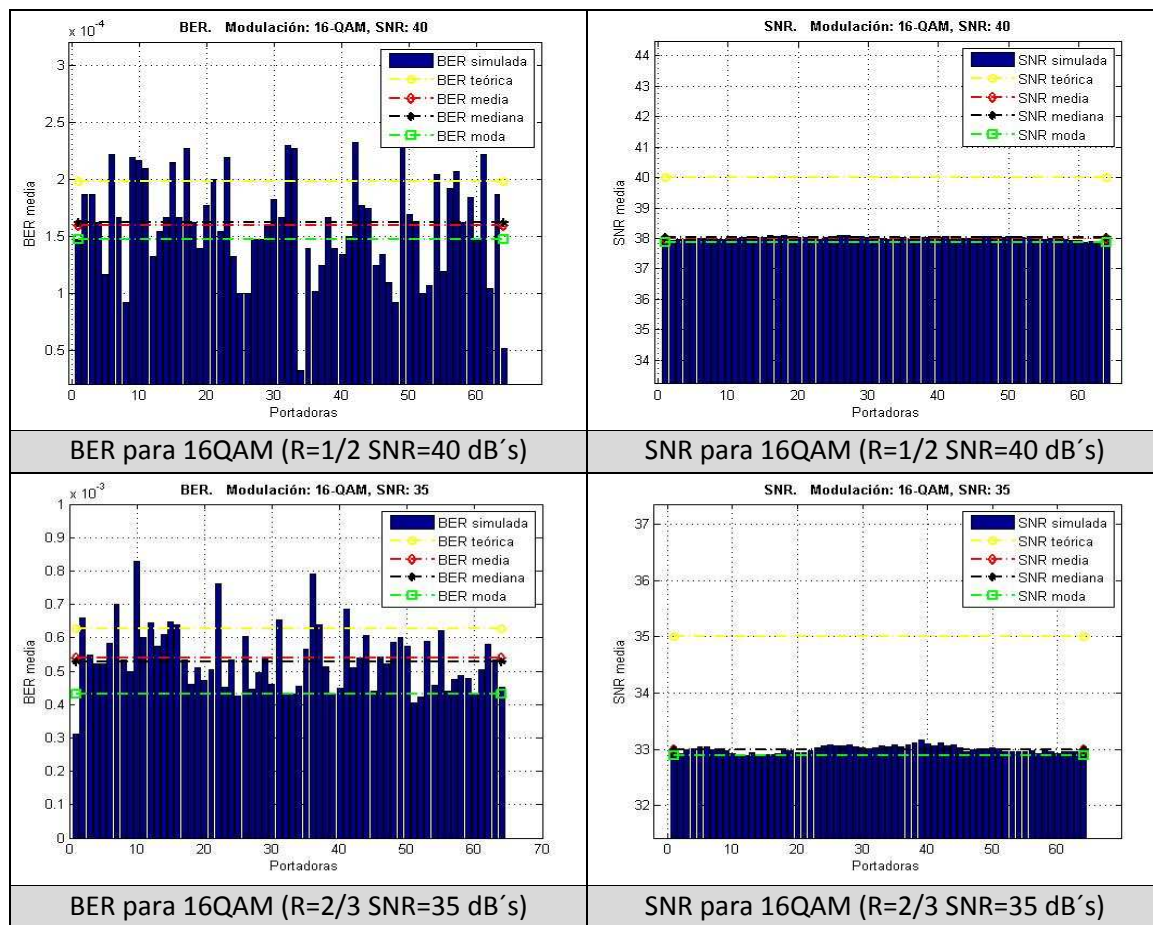 BER.   Modulación: 16-QAM, SNR: 40
x 10⁻⁴
3
2.5
2
1.5
1
0.5
BER media
0 10 20 30 40 50 60
Portadoras
BER simulada
BER teórica
BER media
BER mediana
BER moda
SNR.   Modulación: 16-QAM, SNR: 40
44
43
42
41
40
39
38
37
36
35
34
SNR media
0 10 20 30 40 50 60
Portadoras
SNR simulada
SNR teórica
SNR media
SNR mediana
SNR moda
BER para 16QAM (R=1/2 SNR=40 dB´s)
SNR para 16QAM (R=1/2 SNR=40 dB´s)
BER.   Modulación: 16-QAM, SNR: 35
x 10⁻³
1
0.9
0.8
0.7
0.6
0.5
0.4
0.3
0.2
0.1
0
BER media
0 10 20 30 40 50 60 70
Portadoras
BER simulada
BER teórica
BER media
BER mediana
BER moda
SNR.   Modulación: 16-QAM, SNR: 35
37
36
35
34
33
32
SNR media
0 10 20 30 40 50 60
Portadoras
SNR simulada
SNR teórica
SNR media
SNR mediana
SNR moda
BER para 16QAM (R=2/3 SNR=35 dB´s)
SNR para 16QAM (R=2/3 SNR=35 dB´s)